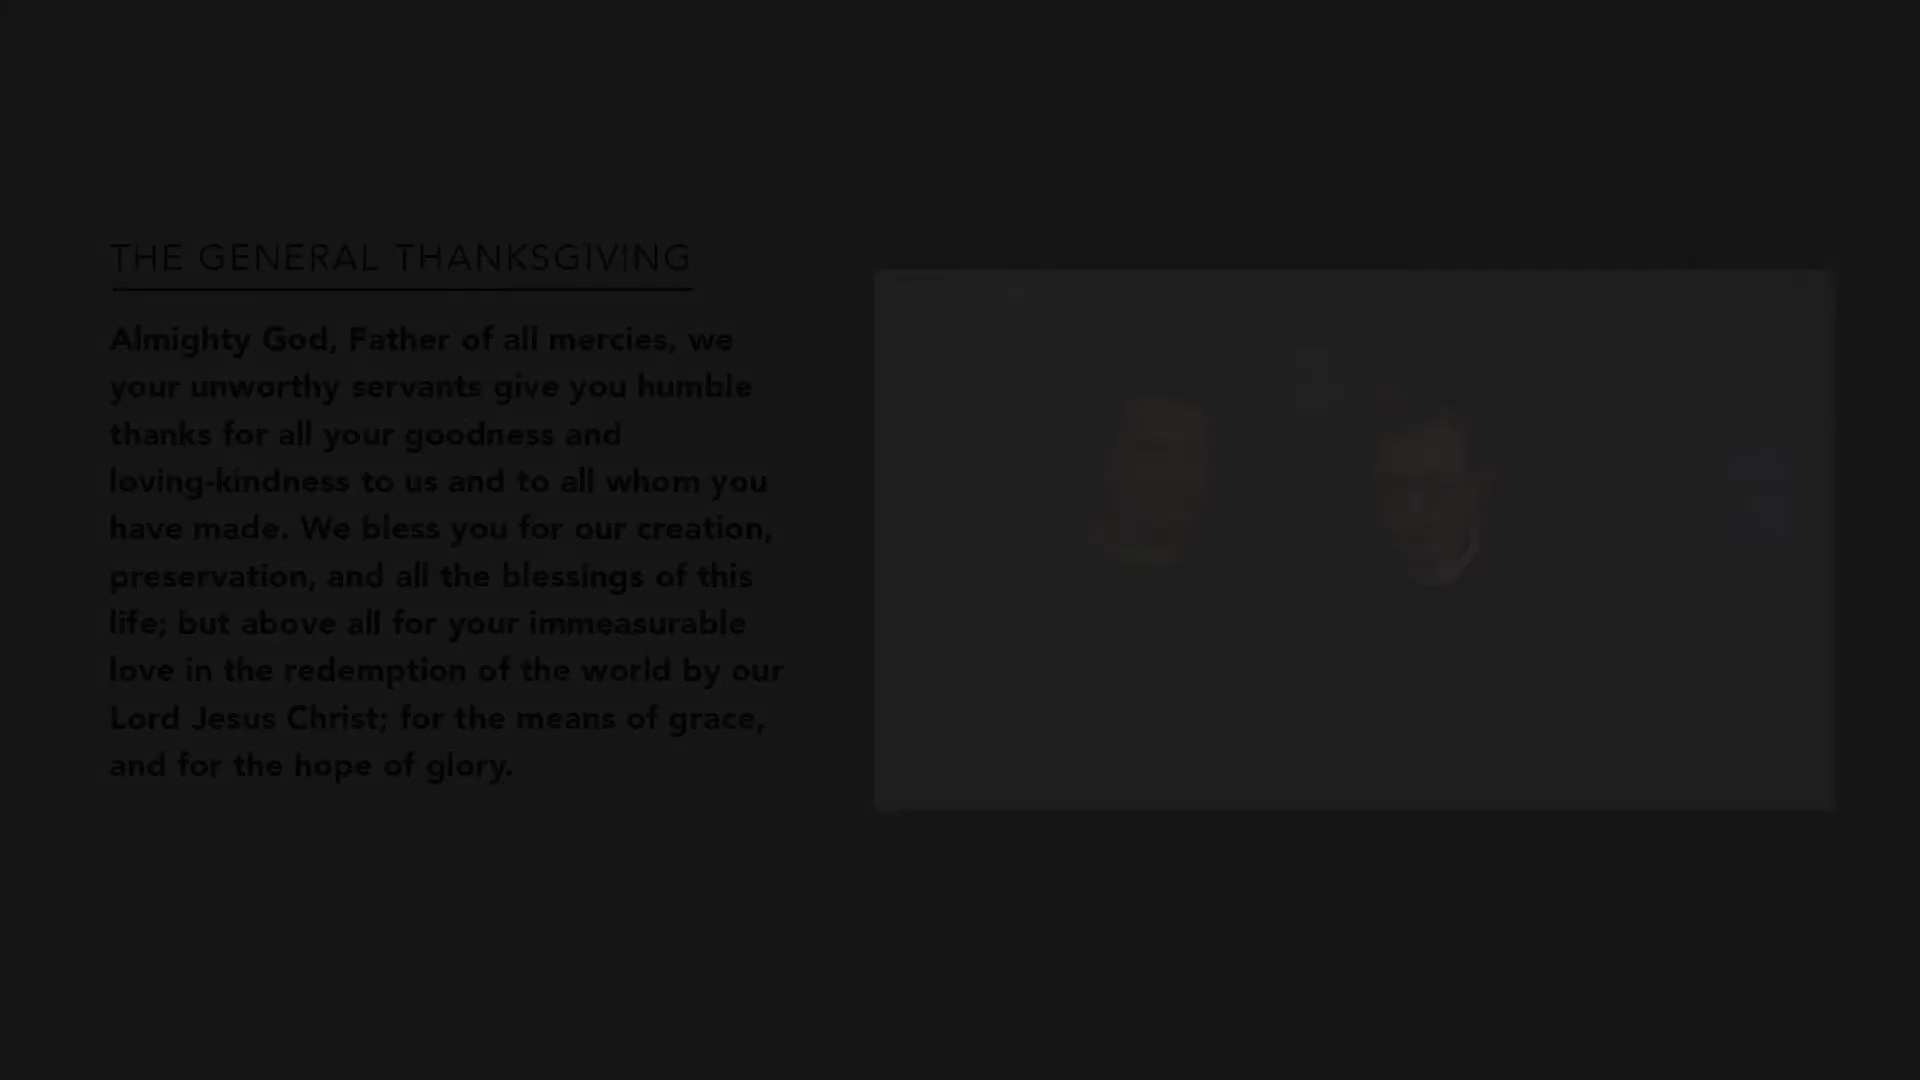 THE GENERAL THANKSGIVING
Almighty God, Father of all mercies, we
your unworthy servants give you humble
thanks for all your goodness and
loving-kindness to us and to all whom you
have made. We bless you for our creation,
preservation, and all the blessings of this
life; but above all for your immeasurable
love in the redemption of the world by our
Lord Jesus Christ; for the means of grace,
and for the hope of glory.